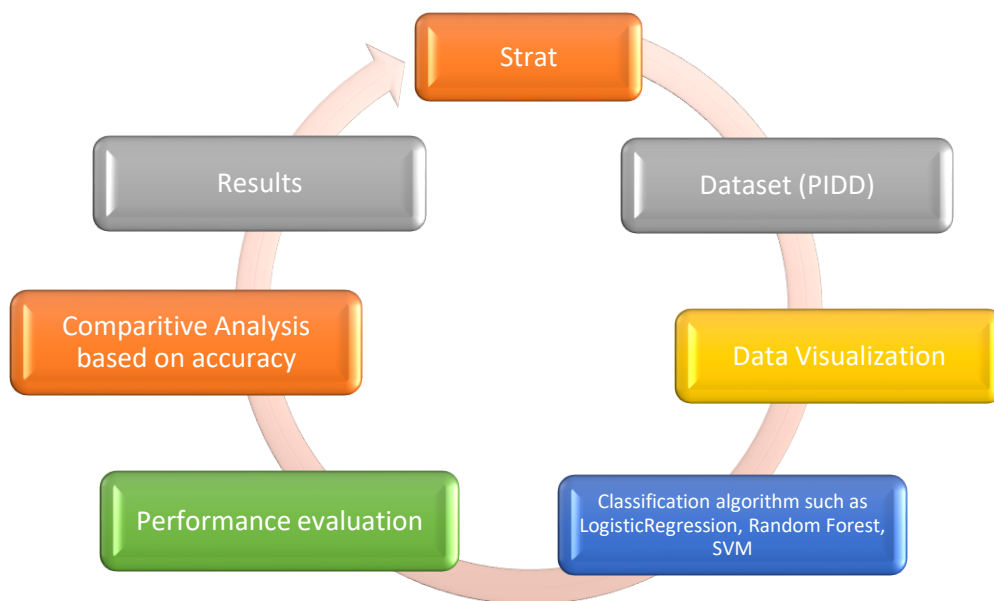 Strat
Dataset (PIDD)
Data Visualization
Classification algorithm such as
LogisticRegression, Random Forest,
SVM
Performance evaluation
Comparitive Analysis
based on accuracy
Results